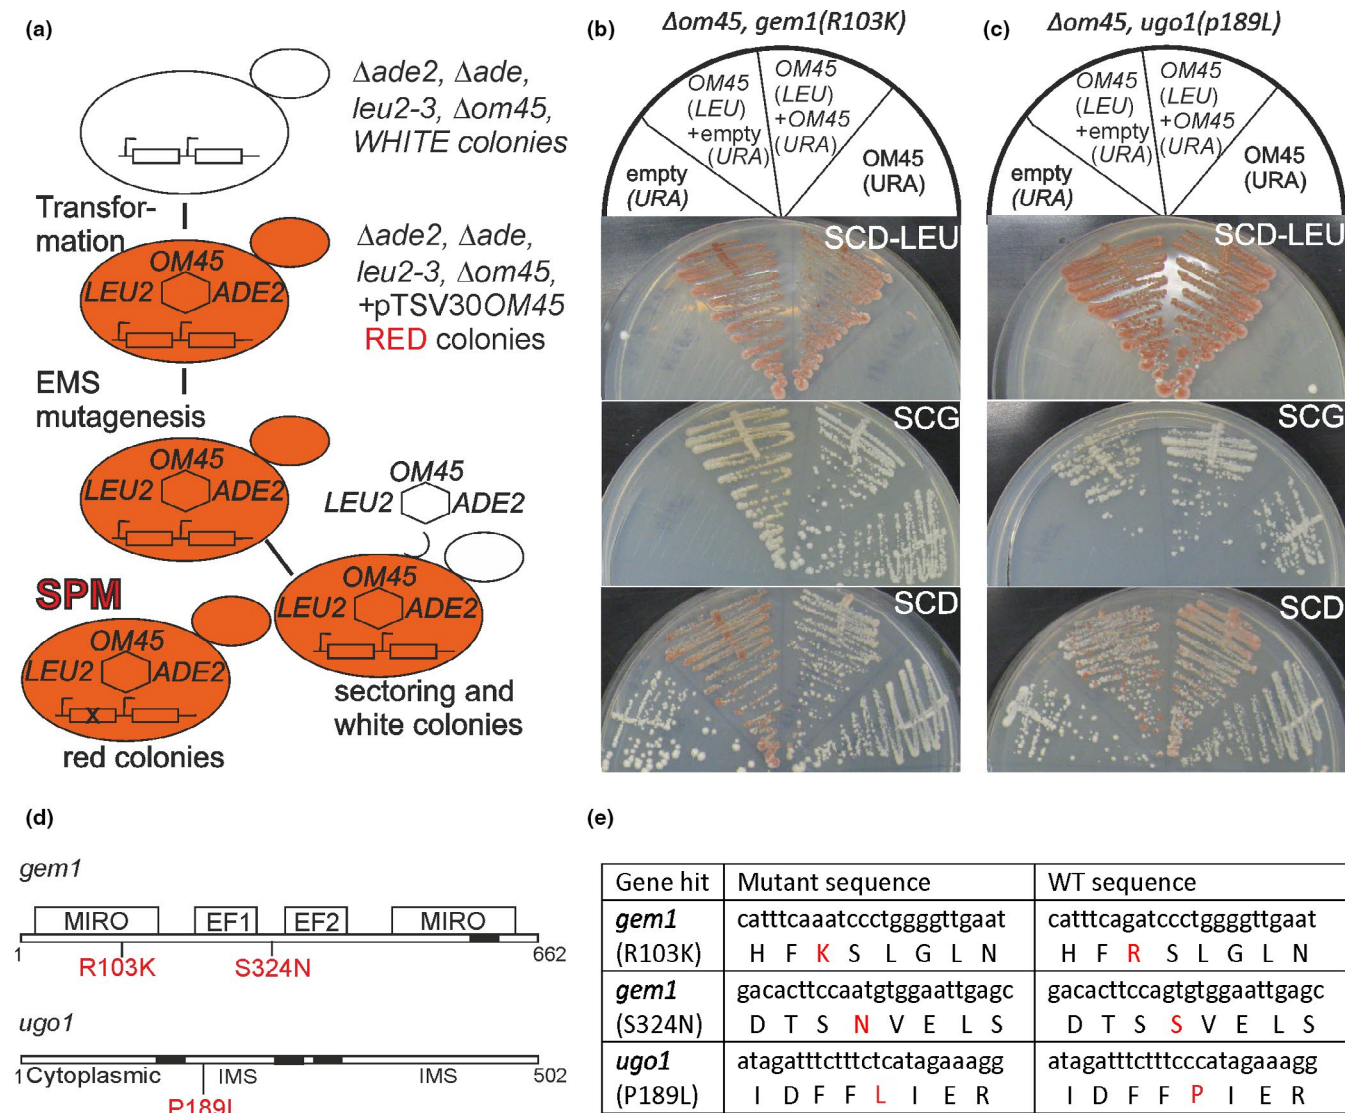 (a)
Δade2, Δade,
leu2-3, Δom45,
WHITE colonies
Transfor-
mation
OM45
LEU2 ADE2
Δade2, Δade,
leu2-3, Δom45,
+pTSV30OM45
RED colonies
EMS
mutagenesis
OM45
LEU2 ADE2
OM45
LEU2 ADE2
OM45
LEU2 ADE2
SPM
OM45
LEU2 ADE2
X
red colonies
sectoring and
white colonies
(b)
Δom45, gem1(R103K)
empty
(URA)
OM45
(LEU)
+empty
(URA)
OM45
(LEU)
+OM45
(URA)
OM45
(URA)
SCD-LEU
SCG
SCD
(c)
Δom45, ugo1(p189L)
empty
(URA)
OM45
(LEU)
+empty
(URA)
OM45
(LEU)
+OM45
(URA)
OM45
(URA)
SCD-LEU
SCG
SCD
(d)
gem1
MIRO EF1 EF2 MIRO
1 662
R103K S324N
ugo1
1 Cytoplasmic IMS IMS 502
P189L
(e)
Gene hit Mutant sequence WT sequence
gem1 catttcaaatccctggggttgaat catttcagatccctggggttgaat
(R103K) H F K S L G L N H F R S L G L N
gem1 gacacttccaatgtggaattgagc gacacttccagtgtggaattgagc
(S324N) D T S N V E L S D T S S V E L S
ugo1 atagatttctttctcatagaaagg atagatttctttcccatagaaagg
(P189L) I D F F L I E R I D F F P I E R